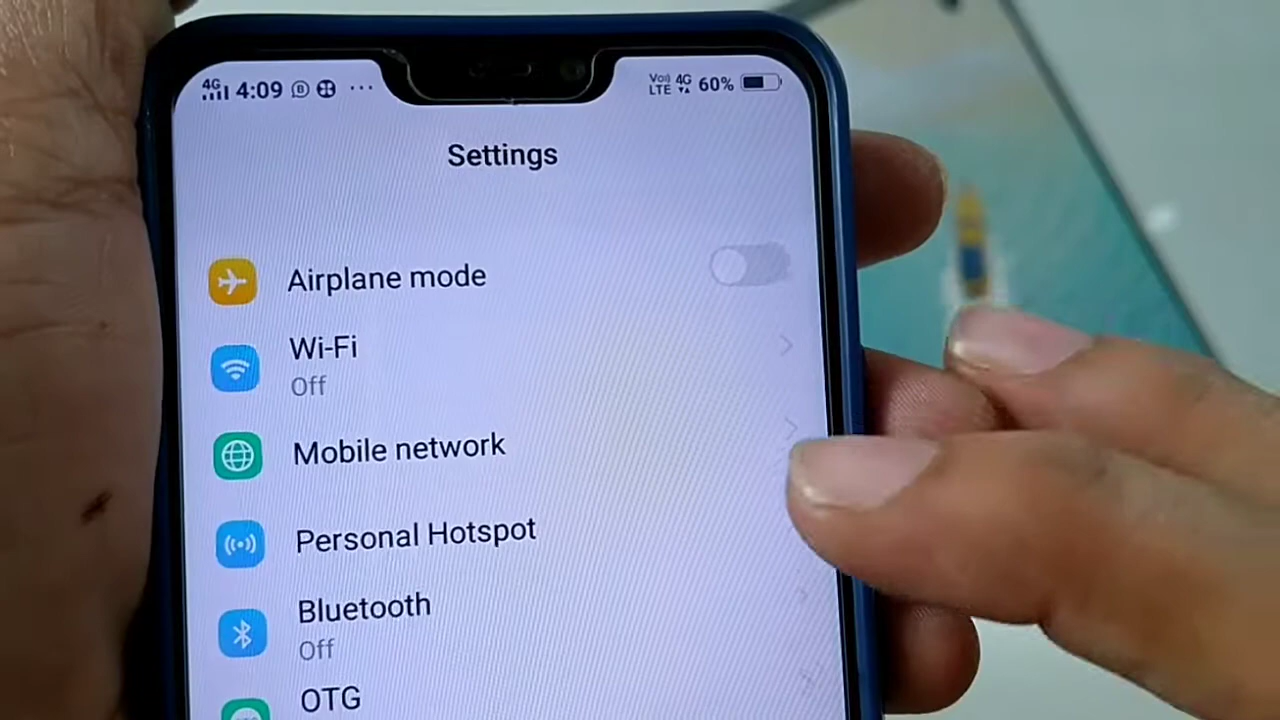 4G 4:09 ... VoLTE 4G 60%
Settings
Airplane mode
Wi-Fi
Off
Mobile network
Personal Hotspot
Bluetooth
Off
OTG